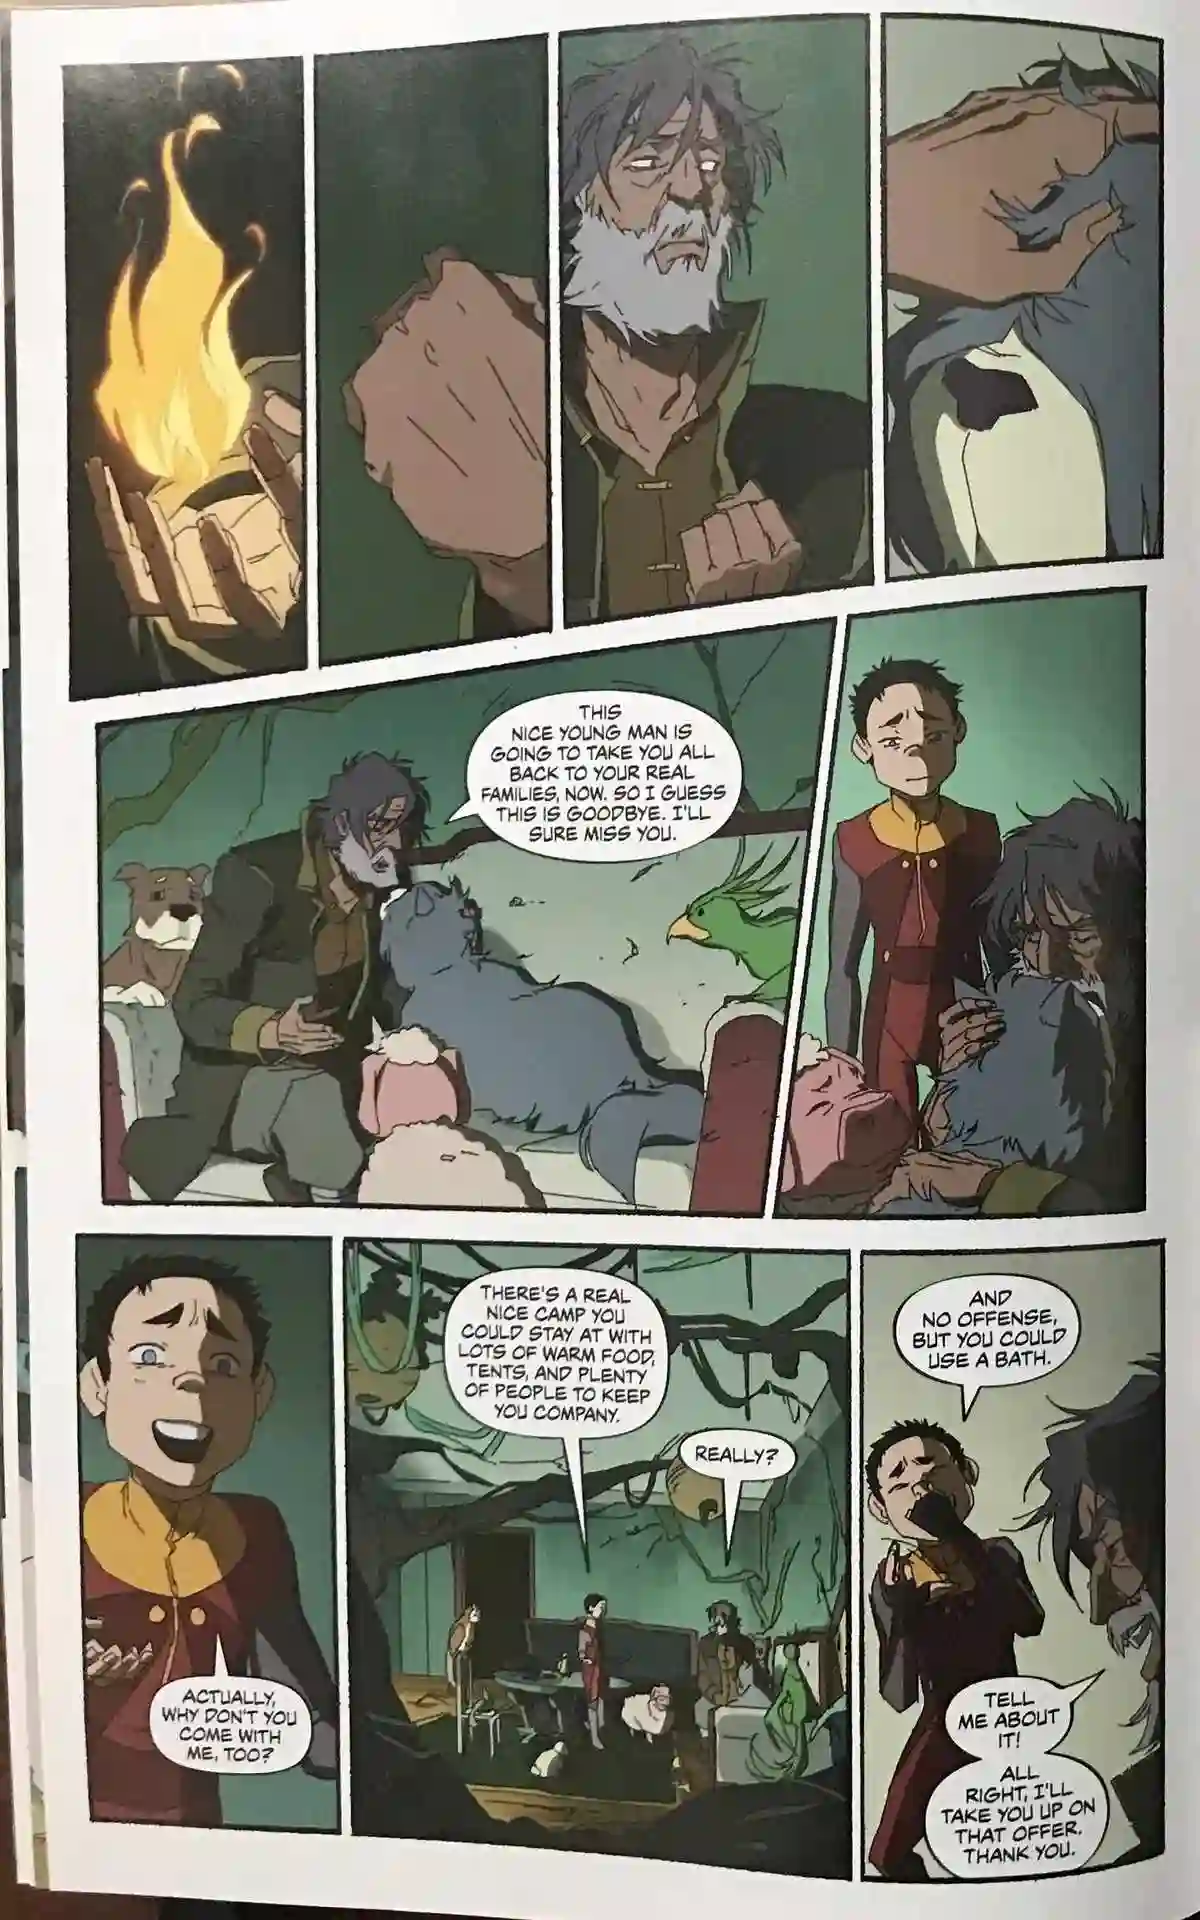 THIS
NICE YOUNG MAN IS
GOING TO TAKE YOU ALL
BACK TO YOUR REAL
FAMILIES, NOW. SO I GUESS
THIS IS GOODBYE. I'LL
SURE MISS YOU.
ACTUALLY,
WHY DON'T YOU
COME WITH
ME, TOO?
THERE'S A REAL
NICE CAMP YOU
COULD STAY AT WITH
LOTS OF WARM FOOD,
TENTS, AND PLENTY
OF PEOPLE TO KEEP
YOU COMPANY.
REALLY?
AND
NO OFFENSE,
BUT YOU COULD
USE A BATH.
TELL
ME ABOUT
IT!
ALL
RIGHT, I'LL
TAKE YOU UP ON
THAT OFFER.
THANK YOU.